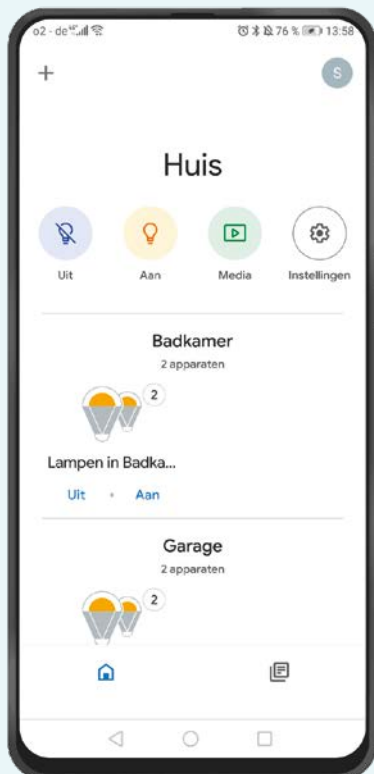 o2 - de 76 % 13:58
+ S
Huis
Uit Aan Media Instellingen
Badkamer
2 apparaten
2
Lampen in Badka...
Uit • Aan
Garage
2 apparaten
2